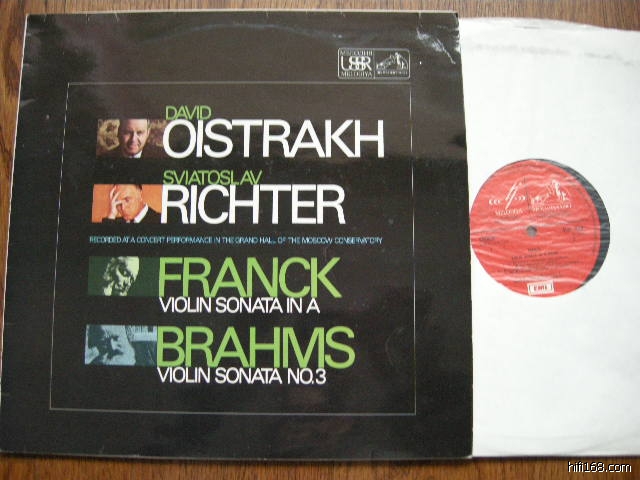 USSR
MELODIYA
DAVID
OISTRAKH
SVIATOSLAV
RICHTER
RECORDED AT A CONCERT PERFORMANCE IN THE GRAND HALL OF THE MOSCOW CONSERVATORY
FRANCK
VIOLIN SONATA IN A
BRAHMS
VIOLIN SONATA NO.3
EMI
hifi168.com